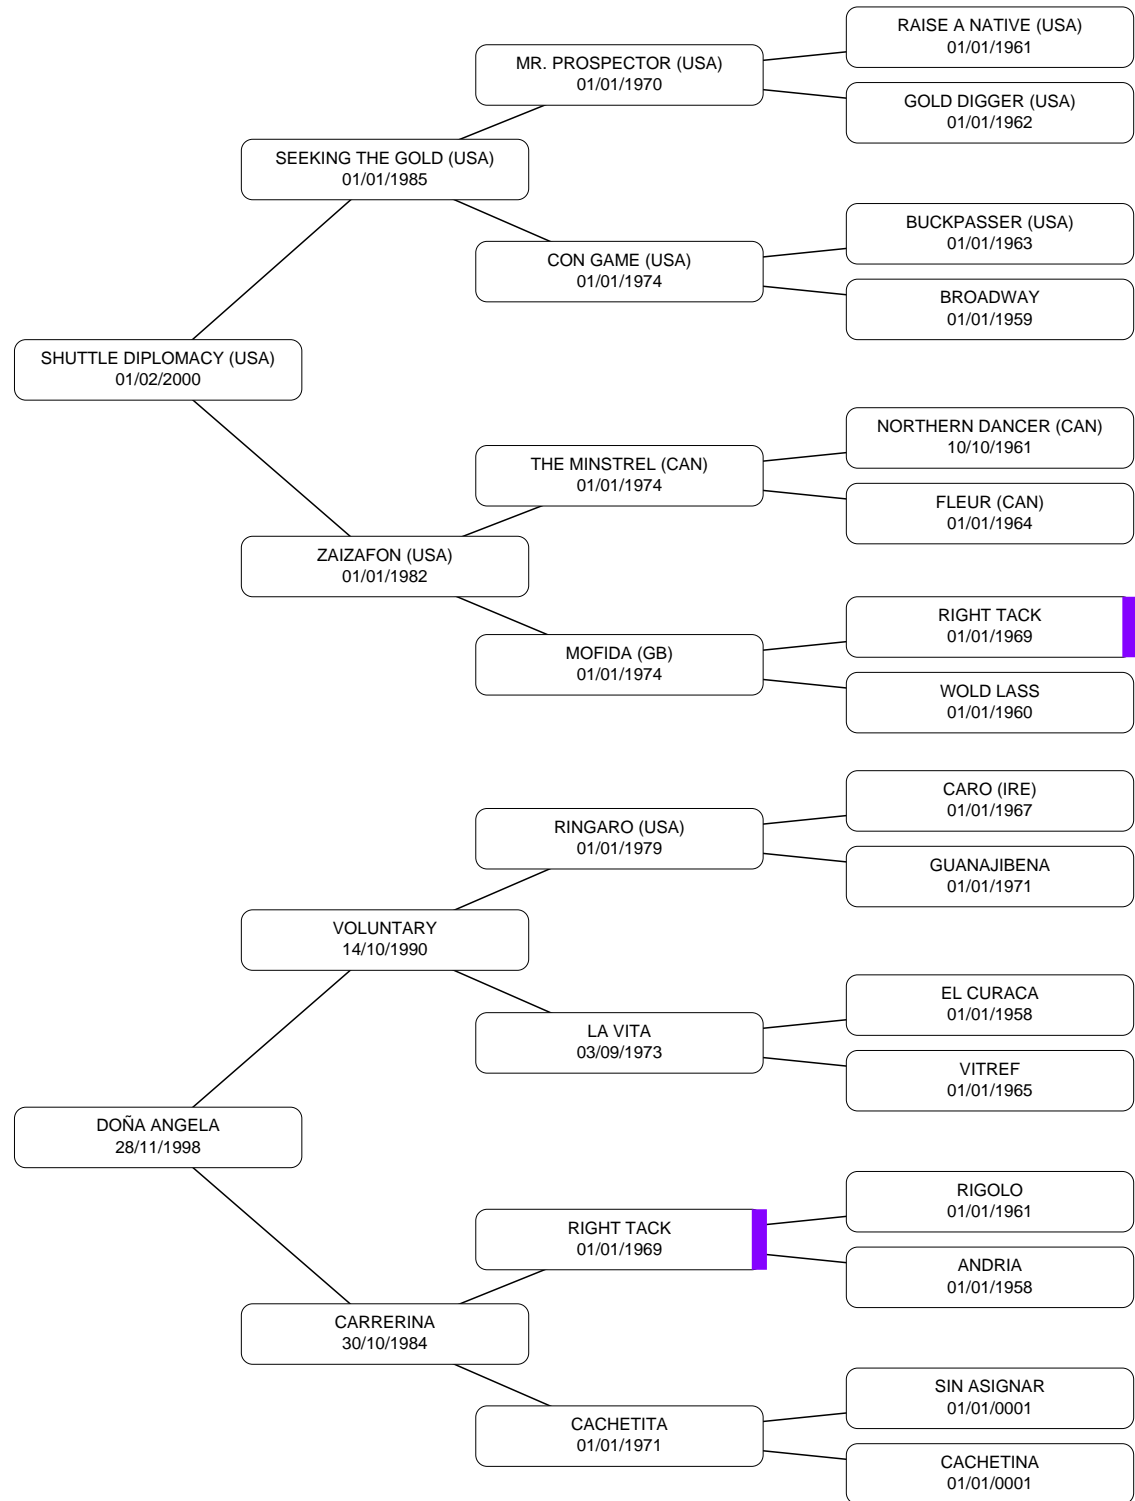 RAISE A NATIVE (USA)
01/01/1961
MR. PROSPECTOR (USA)
01/01/1970
GOLD DIGGER (USA)
01/01/1962
SEEKING THE GOLD (USA)
01/01/1985
BUCKPASSER (USA)
01/01/1963
CON GAME (USA)
01/01/1974
BROADWAY
01/01/1959
SHUTTLE DIPLOMACY (USA)
01/02/2000
NORTHERN DANCER (CAN)
10/10/1961
THE MINSTREL (CAN)
01/01/1974
FLEUR (CAN)
01/01/1964
ZAIZAFON (USA)
01/01/1982
RIGHT TACK
01/01/1969
MOFIDA (GB)
01/01/1974
WOLD LASS
01/01/1960
CARO (IRE)
01/01/1967
RINGARO (USA)
01/01/1979
GUANAJIBENA
01/01/1971
VOLUNTARY
14/10/1990
EL CURACA
01/01/1958
LA VITA
03/09/1973
VITREF
01/01/1965
DOÑA ANGELA
28/11/1998
RIGOLO
01/01/1961
RIGHT TACK
01/01/1969
ANDRIA
01/01/1958
CARRERINA
30/10/1984
SIN ASIGNAR
01/01/0001
CACHETITA
01/01/1971
CACHETINA
01/01/0001